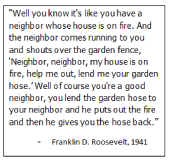 "Well you know it's like you have a
neighbor whose house is on fire. And
the neighbor comes running to you
and shouts over the garden fence,
'Neighbor, neighbor, my house is on
fire, help me out, lend me your garden
hose.' Well of course you're a good
neighbor, you lend the garden hose to
your neighbor and he puts out the fire
and then he gives you the hose back."
- Franklin D. Roosevelt, 1941